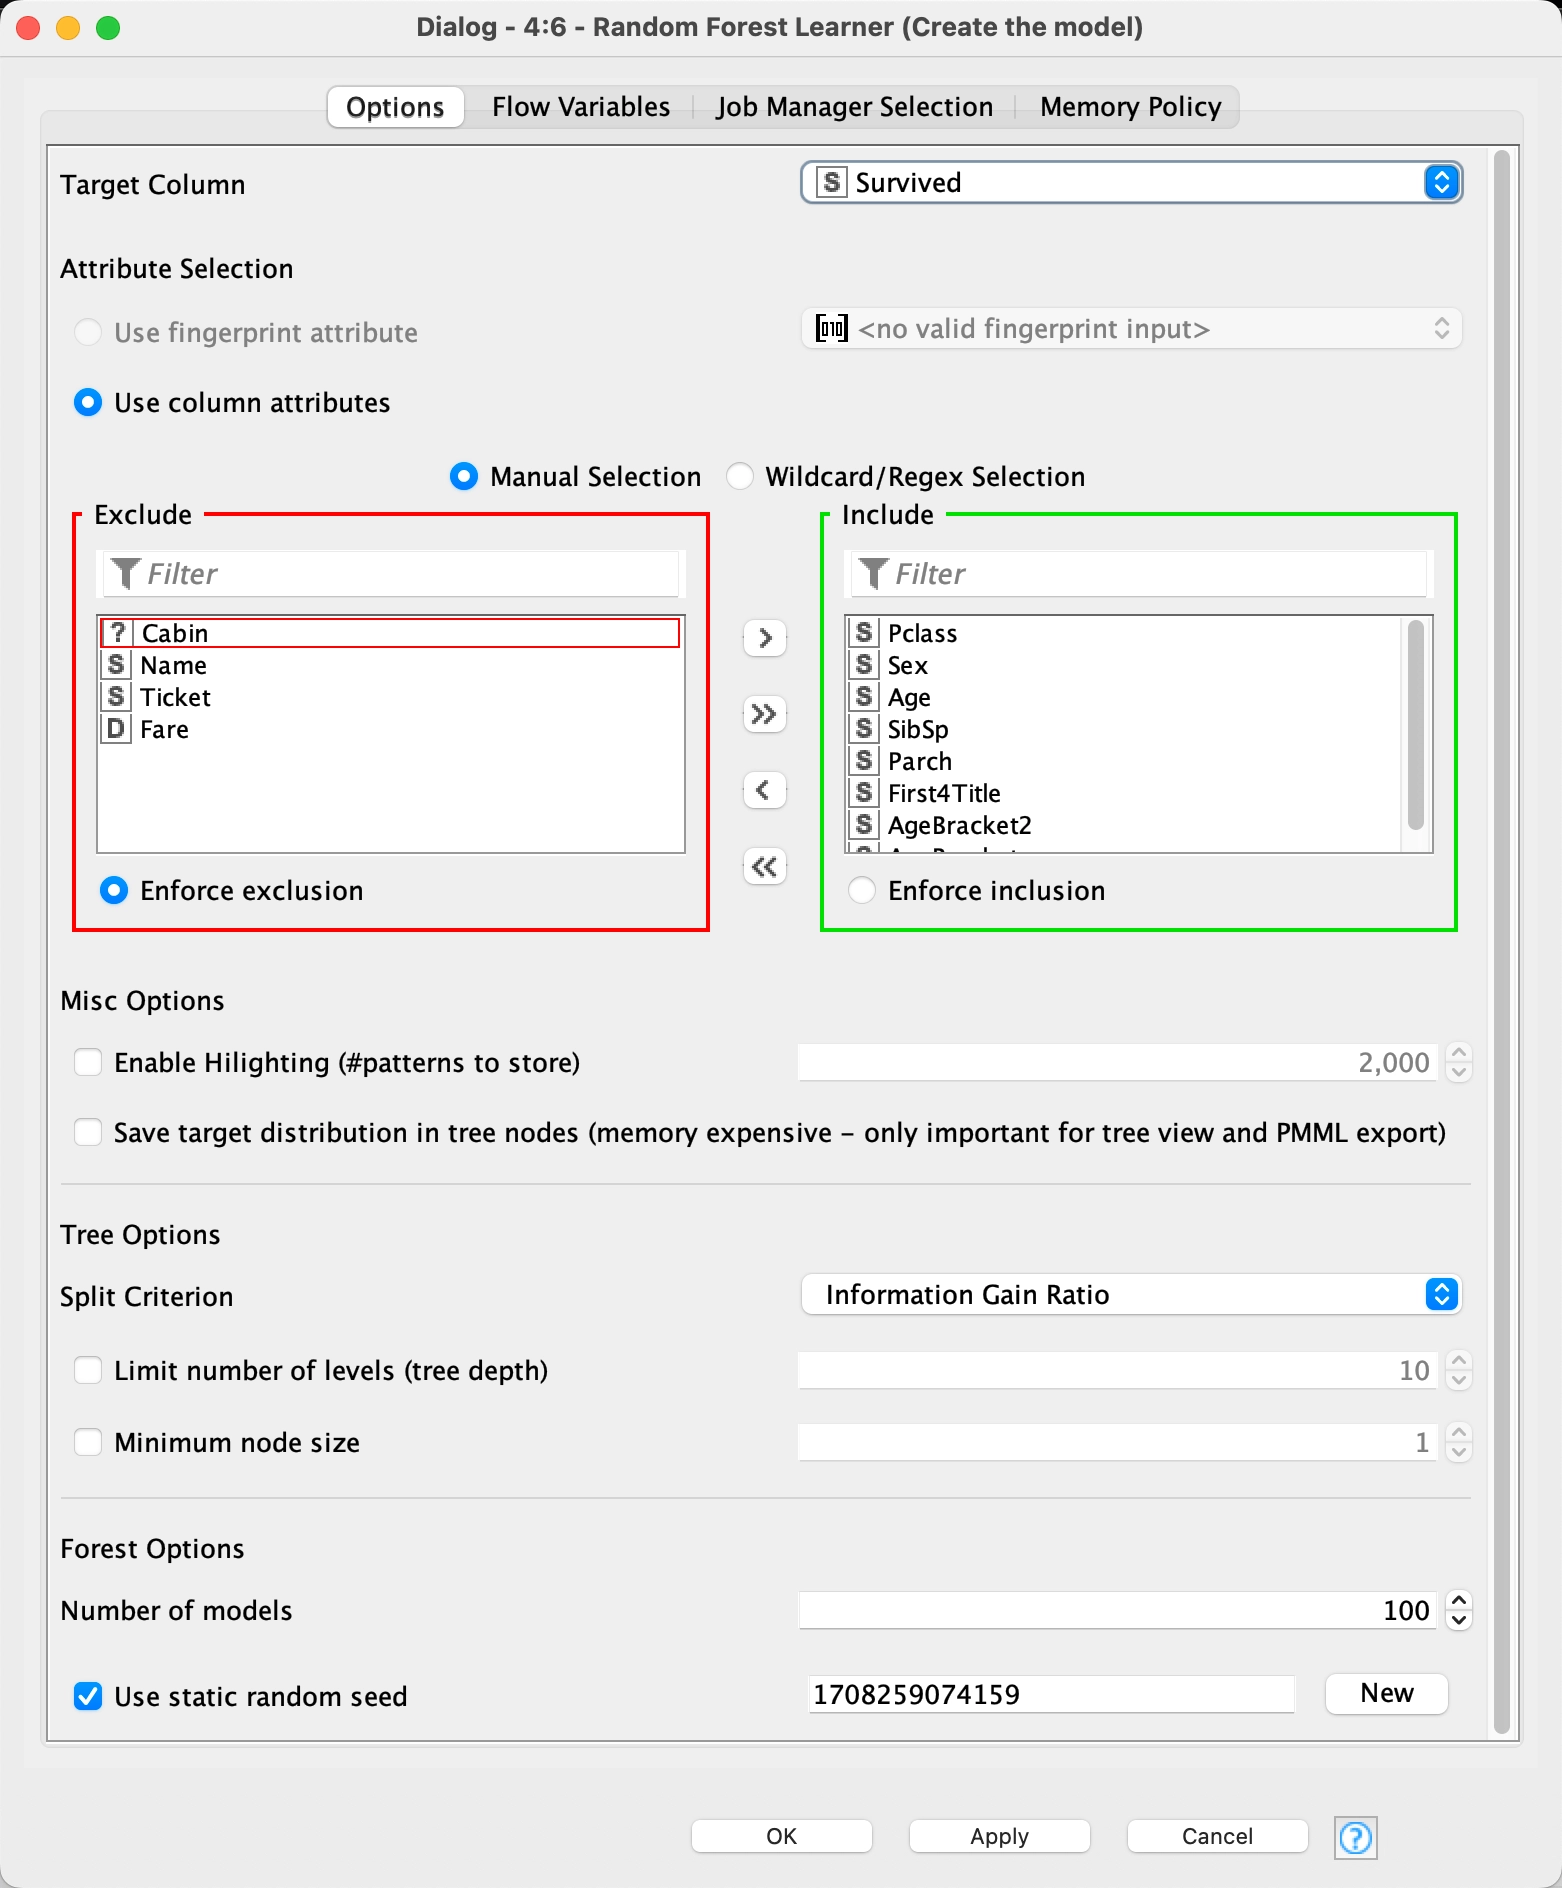 Dialog - 4:6 - Random Forest Learner (Create the model)
Options Flow Variables Job Manager Selection Memory Policy
Target Column S Survived
Attribute Selection
Use fingerprint attribute [010] <no valid fingerprint input>
Use column attributes
Manual Selection Wildcard/Regex Selection
Exclude
Filter
? Cabin
S Name
S Ticket
D Fare
Enforce exclusion
>
>>
<
<<
Include
Filter
S Pclass
S Sex
S Age
S SibSp
S Parch
S First4Title
S AgeBracket2
Enforce inclusion
Misc Options
Enable Hilighting (#patterns to store) 2,000
Save target distribution in tree nodes (memory expensive – only important for tree view and PMML export)
Tree Options
Split Criterion Information Gain Ratio
Limit number of levels (tree depth) 10
Minimum node size 1
Forest Options
Number of models 100
Use static random seed 1708259074159 New
OK Apply Cancel ?